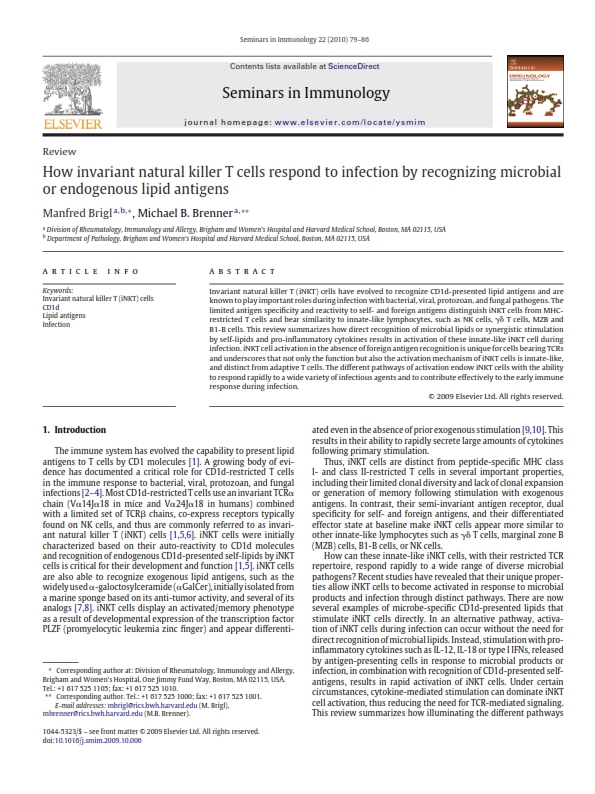 Seminars in Immunology 22 (2010) 79–86
Contents lists available at ScienceDirect
Seminars in Immunology
journal homepage: www.elsevier.com/locate/ysmim
ELSEVIER
IMMUNOLOGY
Review
How invariant natural killer T cells respond to infection by recognizing microbial
or endogenous lipid antigens
Manfred Brigl a,b,∗, Michael B. Brenner a,∗∗
a Division of Rheumatology, Immunology and Allergy, Brigham and Women's Hospital and Harvard Medical School, Boston, MA 02115, USA
b Department of Pathology, Brigham and Women's Hospital and Harvard Medical School, Boston, MA 02115, USA
ARTICLE INFO
Keywords:
Invariant natural killer T (iNKT) cells
CD1d
Lipid antigens
Infection
ABSTRACT
Invariant natural killer T (iNKT) cells have evolved to recognize CD1d-presented lipid antigens and are
known to play important roles during infection with bacterial, viral, protozoan, and fungal pathogens. The
limited antigen specificity and reactivity to self- and foreign antigens distinguish iNKT cells from MHC-
restricted T cells and bear similarity to innate-like lymphocytes, such as NK cells, γδ T cells, MZB and
B1-B cells. This review summarizes how direct recognition of microbial lipids or synergistic stimulation
by self-lipids and pro-inflammatory cytokines results in activation of these innate-like iNKT cell during
infection. iNKT cell activation in the absence of foreign antigen recognition is unique for cells bearing TCRs
and underscores that not only the function but also the activation mechanism of iNKT cells is innate-like,
and distinct from adaptive T cells. The different pathways of activation endow iNKT cells with the ability
to respond rapidly to a wide variety of infectious agents and to contribute effectively to the early immune
response during infection.
© 2009 Elsevier Ltd. All rights reserved.
1. Introduction
The immune system has evolved the capability to present lipid
antigens to T cells by CD1 molecules [1]. A growing body of evi-
dence has documented a critical role for CD1d-restricted T cells
in the immune response to bacterial, viral, protozoan, and fungal
infections [2–4]. Most CD1d-restricted T cells use an invariant TCRα
chain (Vα14Jα18 in mice and Vα24Jα18 in humans) combined
with a limited set of TCRβ chains, co-express receptors typically
found on NK cells, and thus are commonly referred to as invari-
ant natural killer T (iNKT) cells [1,5,6]. iNKT cells were initially
characterized based on their auto-reactivity to CD1d molecules
and recognition of endogenous CD1d-presented self-lipids by iNKT
cells is critical for their development and function [1,5]. iNKT cells
are also able to recognize exogenous lipid antigens, such as the
widely used α-galactosylceramide (αGalCer), initially isolated from
a marine sponge based on its anti-tumor activity, and several of its
analogs [7,8]. iNKT cells display an activated/memory phenotype
as a result of developmental expression of the transcription factor
PLZF (promyelocytic leukemia zinc finger) and appear differenti-
ated even in the absence of prior exogenous stimulation [9,10]. This
results in their ability to rapidly secrete large amounts of cytokines
following primary stimulation.
Thus, iNKT cells are distinct from peptide-specific MHC class
I- and class II-restricted T cells in several important properties,
including their limited clonal diversity and lack of clonal expansion
or generation of memory following stimulation with exogenous
antigens. In contrast, their semi-invariant antigen receptor, dual
specificity for self- and foreign antigens, and their differentiated
effector state at baseline make iNKT cells appear more similar to
other innate-like lymphocytes such as γδ T cells, marginal zone B
(MZB) cells, B1-B cells, or NK cells.
How can these innate-like iNKT cells, with their restricted TCR
repertoire, respond rapidly to a wide range of diverse microbial
pathogens? Recent studies have revealed that their unique proper-
ties allow iNKT cells to become activated in response to microbial
products and infection through distinct pathways. There are now
several examples of microbe-specific CD1d-presented lipids that
stimulate iNKT cells directly. In an alternative pathway, activa-
tion of iNKT cells during infection can occur without the need for
direct recognition of microbial lipids. Instead, stimulation with pro-
inflammatory cytokines such as IL-12, IL-18 or type I IFNs, released
by antigen-presenting cells in response to microbial products or
infection, in combination with recognition of CD1d-presented self-
antigens, results in rapid activation of iNKT cells. Under certain
circumstances, cytokine-mediated stimulation can dominate iNKT
cell activation, thus reducing the need for TCR-mediated signaling.
This review summarizes how illuminating the different pathways
∗ Corresponding author at: Division of Rheumatology, Immunology and Allergy,
Brigham and Women's Hospital, One Jimmy Fund Way, Boston, MA 02115, USA.
Tel.: +1 617 525 1105; fax: +1 617 525 1010.
∗∗ Corresponding author. Tel.: +1 617 525 1000; fax: +1 617 525 1001.
E-mail addresses: mbrigl@rics.bwh.harvard.edu (M. Brigl),
mbrenner@rics.bwh.harvard.edu (M.B. Brenner).
1044-5323/$ – see front matter © 2009 Elsevier Ltd. All rights reserved.
doi:10.1016/j.smim.2009.10.006